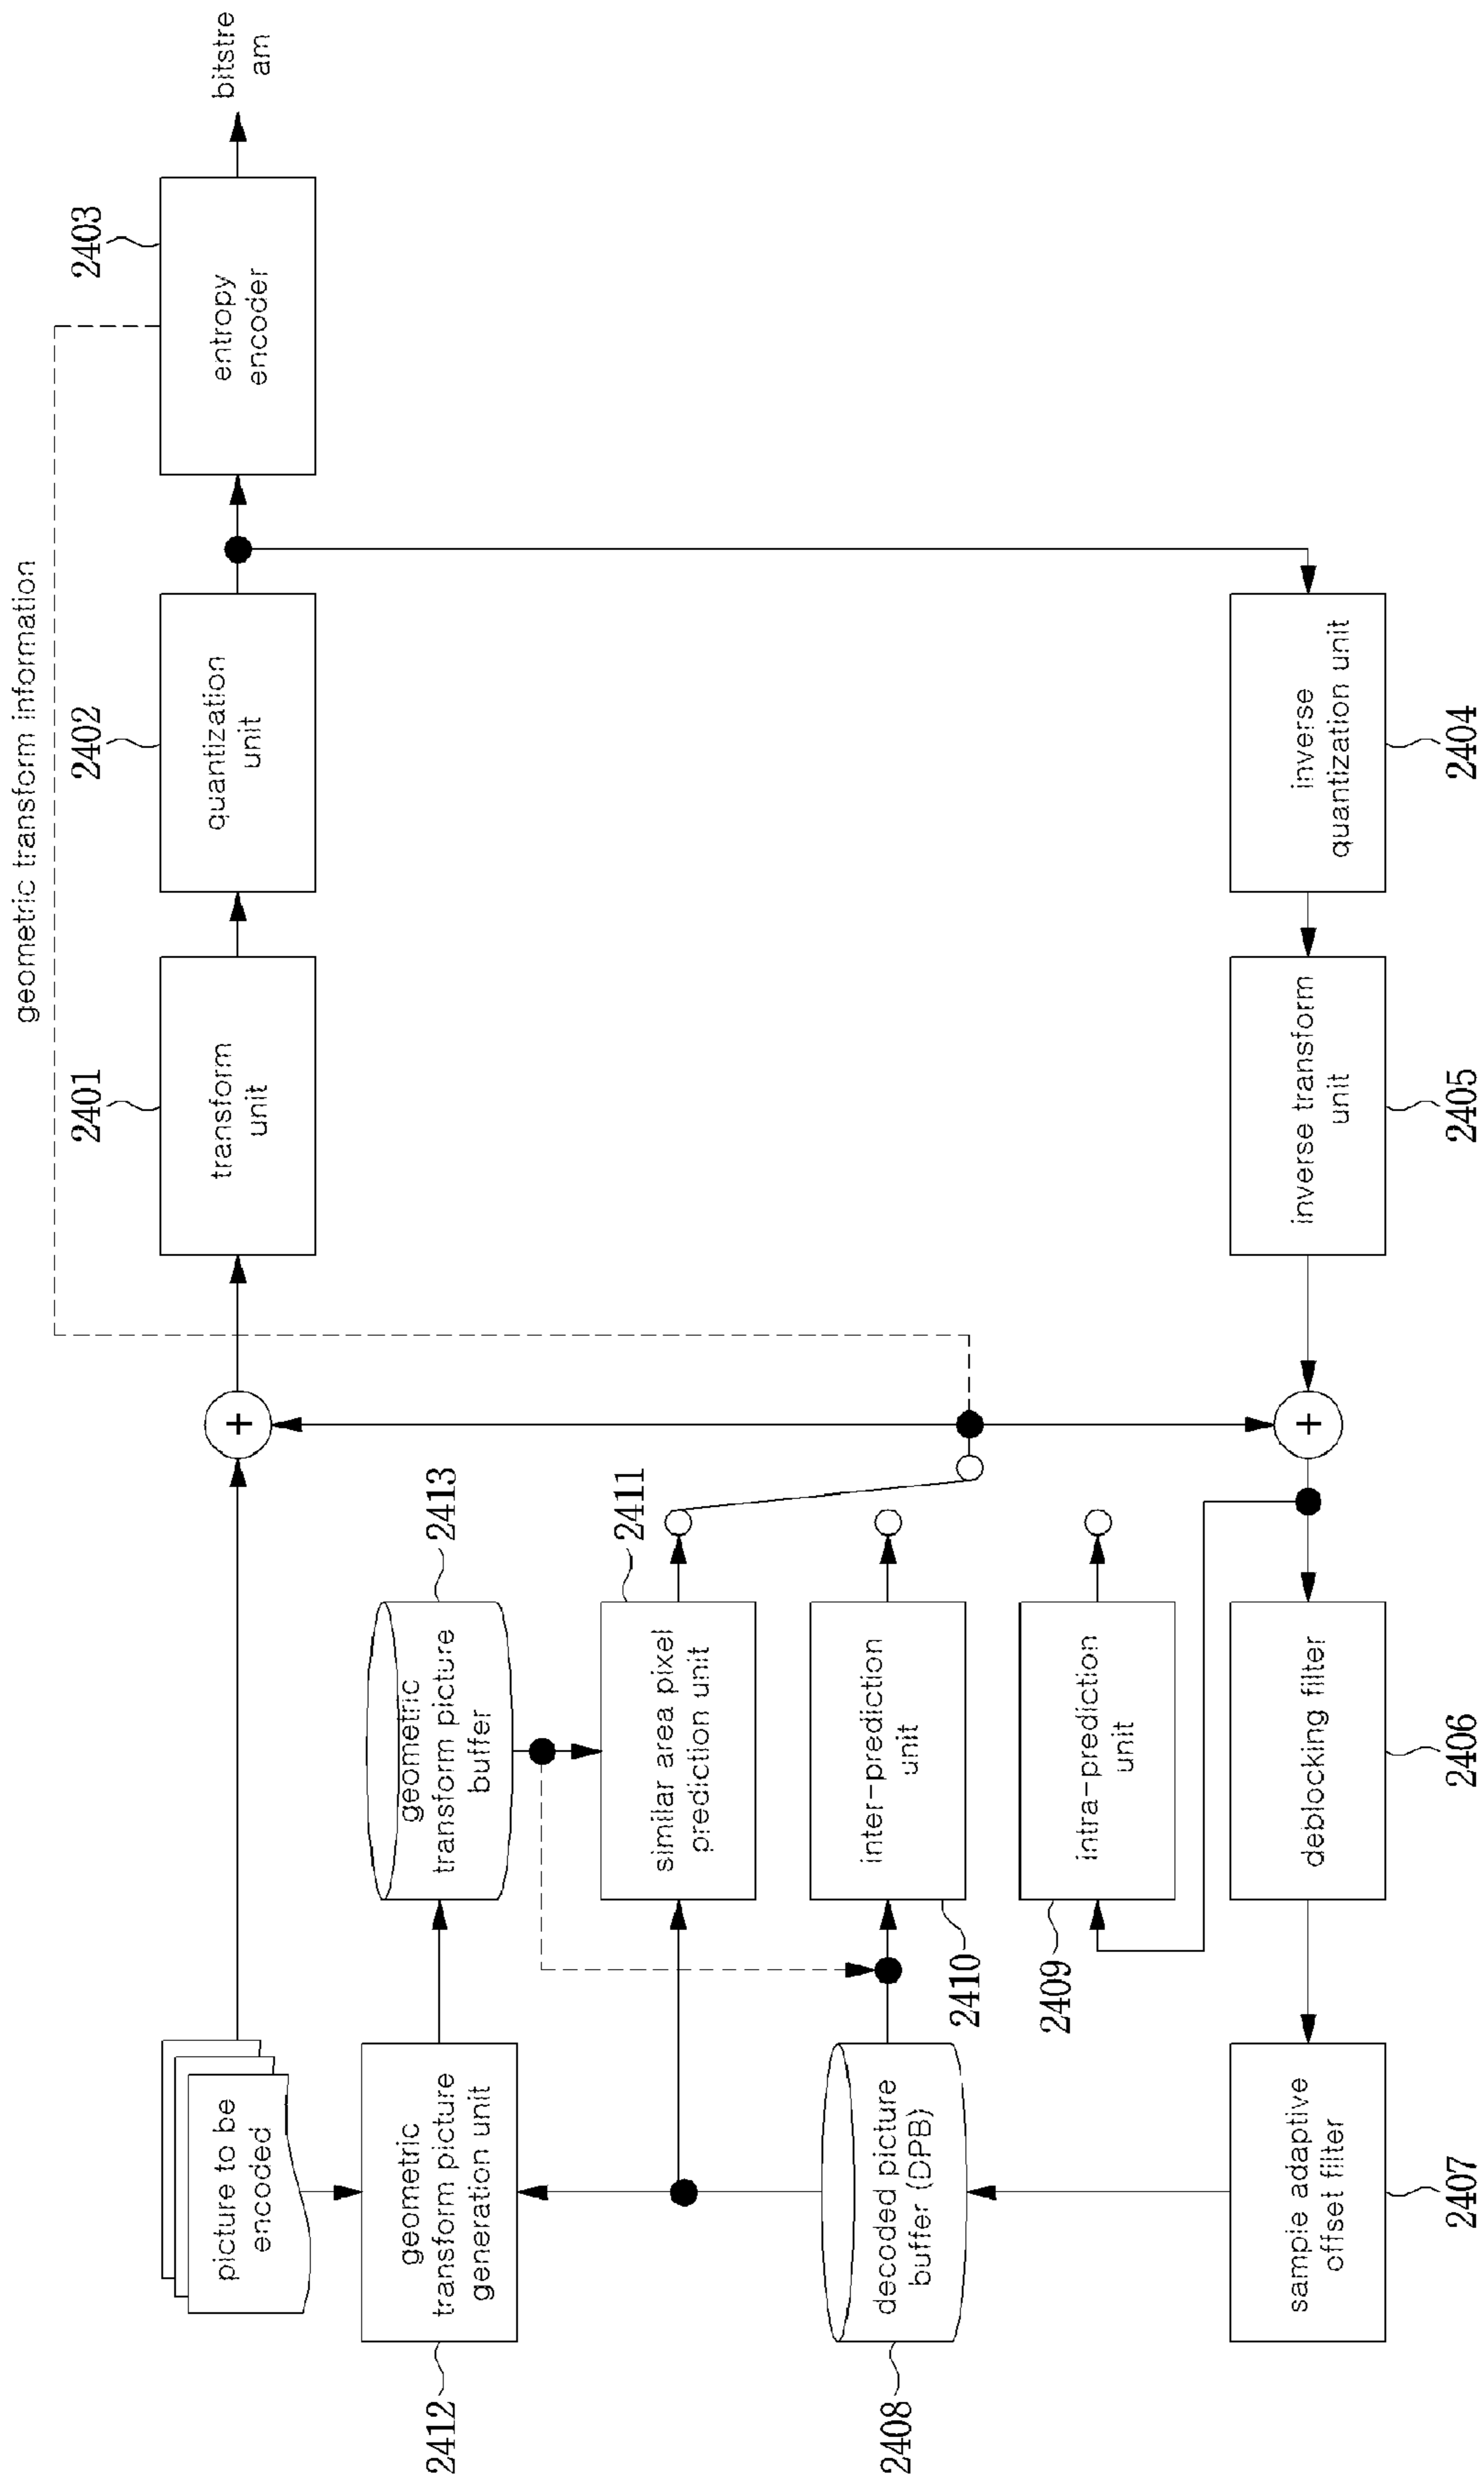 geometric transform information
2401
2402
2403
transform
unit
quantization
unit
entropy
encoder
bitstre
am
picture to be
encoded
2412
geometric
transform picture
generation unit
geometric
transform picture
buffer
2413
similar area pixel
prediction unit
2411
2408
decoded picture
buffer (DPB)
inter-prediction
unit
2410
intra-prediction
unit
2409
sample adaptive
offset filter
2407
deblocking filter
2406
inverse transform
unit
2405
inverse
quantization unit
2404
+
+